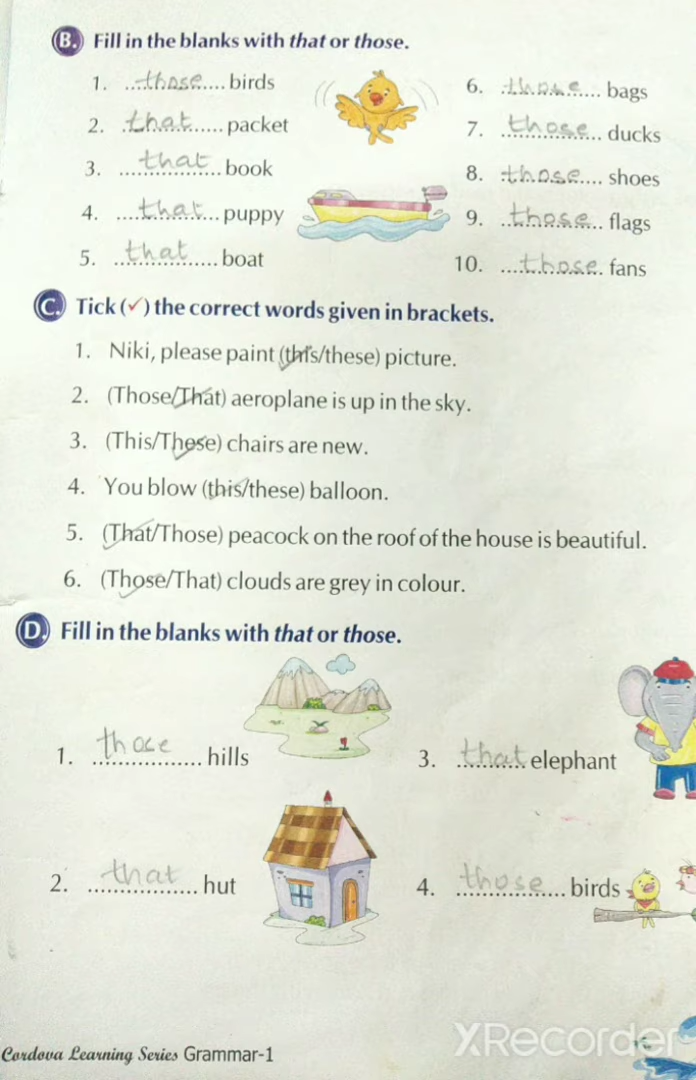 B. Fill in the blanks with that or those.
1. ...those.... birds
2. ..that...... packet
3. ...that... book
4. ....that... puppy
5. ...that... boat
6. ..those.... bags
7. ..those.... ducks
8. ..those.... shoes
9. ..those.. flags
10. ...those. fans
C. Tick (✓) the correct words given in brackets.
1. Niki, please paint (this/these) picture.
2. (Those/That) aeroplane is up in the sky.
3. (This/These) chairs are new.
4. You blow (this/these) balloon.
5. (That/Those) peacock on the roof of the house is beautiful.
6. (Those/That) clouds are grey in colour.
D. Fill in the blanks with that or those.
1. those hills
2. that hut
3. that elephant
4. those birds
Cordova Learning Series Grammar-1
XRecorder